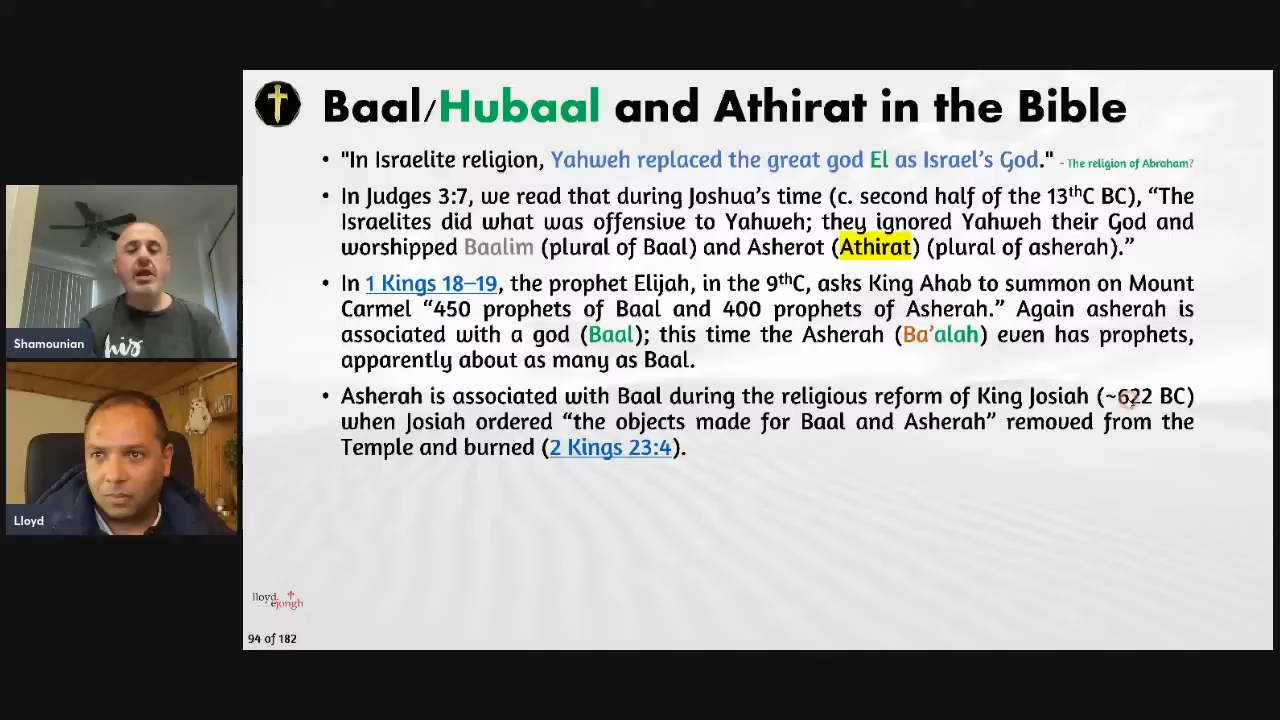 Baal/Hubaal and Athirat in the Bible
• "In Israelite religion, Yahweh replaced the great god El as Israel's God." - The religion of Abraham?
• In Judges 3:7, we read that during Joshua's time (c. second half of the 13thC BC), “The
Israelites did what was offensive to Yahweh; they ignored Yahweh their God and
worshipped Baalim (plural of Baal) and Asherot (Athirat) (plural of asherah).”
• In 1 Kings 18–19, the prophet Elijah, in the 9thC, asks King Ahab to summon on Mount
Carmel “450 prophets of Baal and 400 prophets of Asherah.” Again asherah is
associated with a god (Baal); this time the Asherah (Ba'alah) even has prophets,
apparently about as many as Baal.
• Asherah is associated with Baal during the religious reform of King Josiah (~622 BC)
when Josiah ordered “the objects made for Baal and Asherah” removed from the
Temple and burned (2 Kings 23:4).
his
Shamounian
Lloyd
lloyd
ejongh
94 of 182